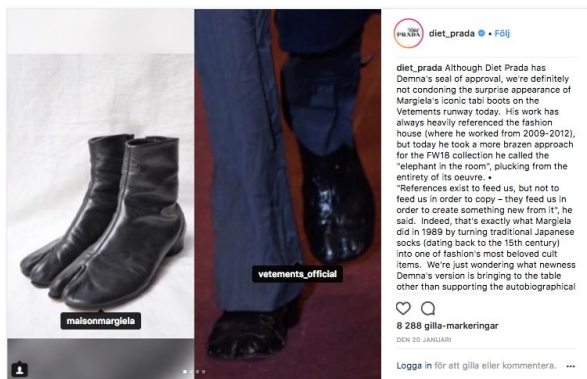 DIET
PRADA
diet_prada • Följ
diet_prada Although Diet Prada has
Demna's seal of approval, we're definitely
not condoning the surprise appearance of
Margiela's iconic tabi boots on the
Vetements runway today. His work has
always heavily referenced the fashion
house (where he worked from 2009-2012),
but today he took a more brazen approach
for the FW18 collection he called the
"elephant in the room", plucking from the
entirety of its oeuvre. •
"References exist to feed us, but not to
feed us in order to copy – they feed us in
order to create something new from it", he
said. Indeed, that's exactly what Margiela
did in 1989 by turning traditional Japanese
socks (dating back to the 15th century)
into one of fashion's most beloved cult
items. We're just wondering what newness
Demna's version is bringing to the table
other than supporting the autobiographical
vetements_official
maisonmargiela
8 288 gilla-markeringar
DEN 20 JANUARI
Logga in för att gilla eller kommentera. •••